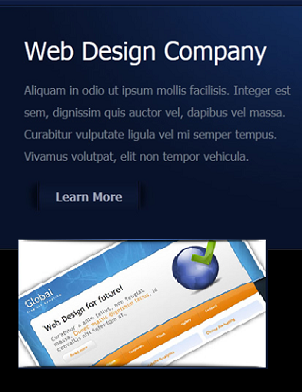 Web Design Company
Aliquam in odio ut ipsum mollis facilisis. Integer est
sem, dignissim quis auctor vel, dapibus vel massa.
Curabitur vulputate ligula vel mi semper tempus.
Vivamus volutpat, elit non tempor vehicula.
Learn More
Global
Web Design for future!